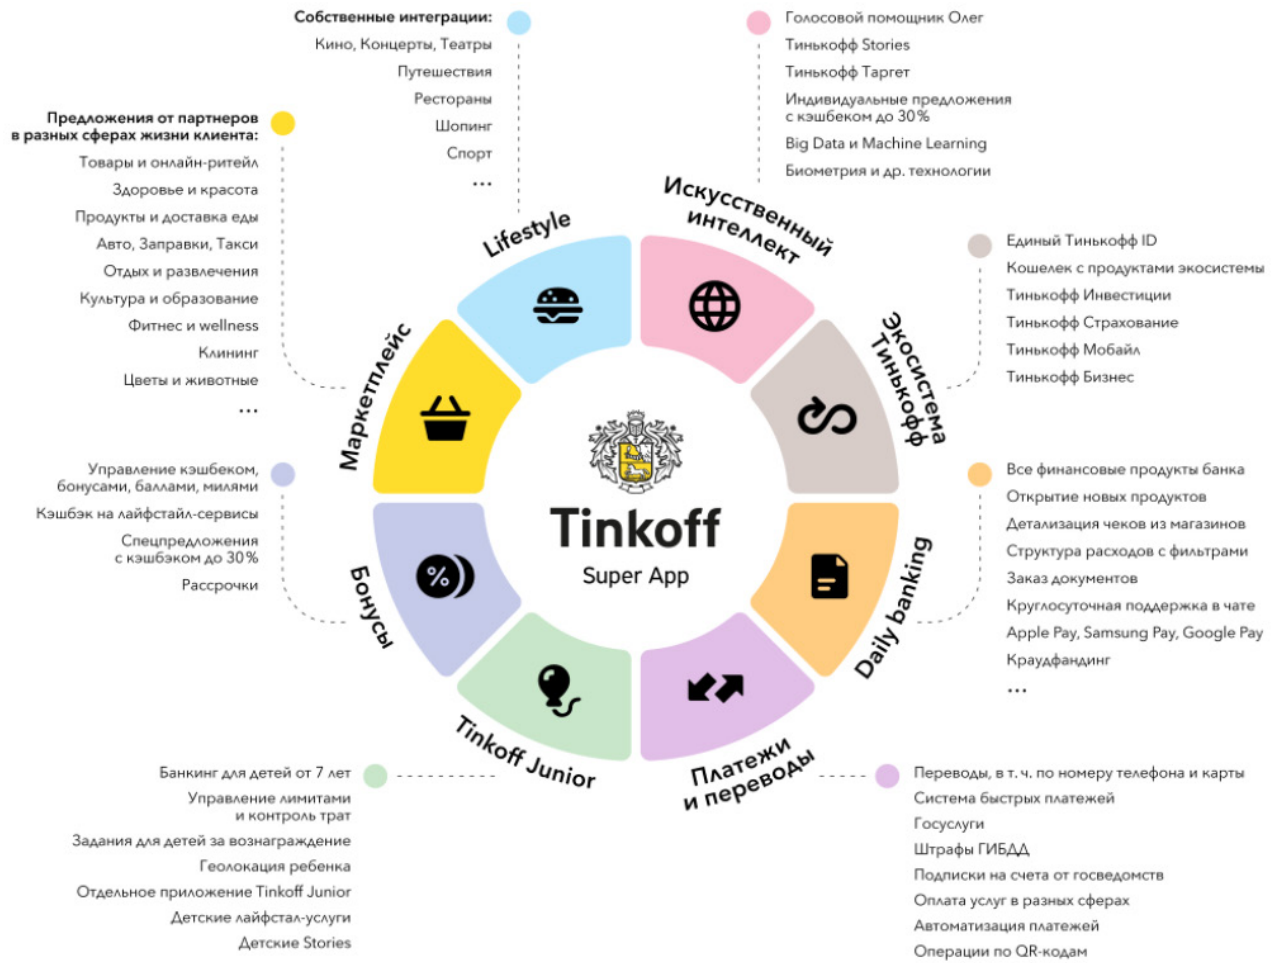 Собственные интеграции:
Кино, Концерты, Театры
Путешествия
Рестораны
Шопинг
Спорт
...
Голосовой помощник Олег
Тинькофф Stories
Тинькофф Таргет
Индивидуальные предложения
с кэшбеком до 30%
Big Data и Machine Learning
Биометрия и др. технологии
Предложения от партнеров
в разных сферах жизни клиента:
Товары и онлайн-ритейл
Здоровье и красота
Продукты и доставка еды
Авто, Заправки, Такси
Отдых и развлечения
Культура и образование
Фитнес и wellness
Клининг
Цветы и животные
...
Lifestyle
Искусственный
интеллект
Единый Тинькофф ID
Кошелек с продуктами экосистемы
Тинькофф Инвестиции
Тинькофф Страхование
Тинькофф Мобайл
Тинькофф Бизнес
Маркетплейс
Экосистема
Тинькофф
Tinkoff
Super App
Управление кэшбеком,
бонусами, баллами, милями
Кэшбэк на лайфстайл-сервисы
Спецпредложения
с кэшбэком до 30%
Рассрочки
%
Бонусы
Daily banking
Все финансовые продукты банка
Открытие новых продуктов
Детализация чеков из магазинов
Структура расходов с фильтрами
Заказ документов
Круглосуточная поддержка в чате
Apple Pay, Samsung Pay, Google Pay
Краудфандинг
...
Tinkoff Junior
Платежи
и переводы
Банкинг для детей от 7 лет
Управление лимитами
и контроль трат
Задания для детей за вознаграждение
Геолокация ребенка
Отдельное приложение Tinkoff Junior
Детские лайфстал-услуги
Детские Stories
Переводы, в т. ч. по номеру телефона и карты
Система быстрых платежей
Госуслуги
Штрафы ГИБДД
Подписки на счета от госведомств
Оплата услуг в разных сферах
Автоматизация платежей
Операции по QR-кодам